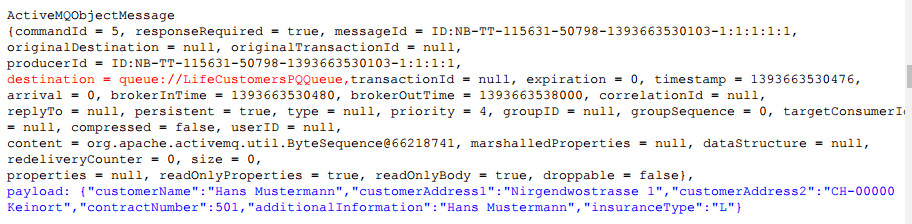 ActiveMQObjectMessage
{commandId = 5, responseRequired = true, messageId = ID:NB-TT-115631-50798-1393663530103-1:1:1:1:1,
originalDestination = null, originalTransactionId = null,
producerId = ID:NB-TT-115631-50798-1393663530103-1:1:1:1,
destination = queue://LifeCustomersPQQueue,transactionId = null, expiration = 0, timestamp = 1393663530476,
arrival = 0, brokerInTime = 1393663530480, brokerOutTime = 1393663538000, correlationId = null,
replyTo = null, persistent = true, type = null, priority = 4, groupID = null, groupSequence = 0, targetConsumerId
= null, compressed = false, userID = null,
content = org.apache.activemq.util.ByteSequence@66218741, marshalledProperties = null, dataStructure = null,
redeliveryCounter = 0, size = 0,
properties = null, readOnlyProperties = true, readOnlyBody = true, droppable = false},
payload: {"customerName":"Hans Mustermann","customerAddress1":"Nirgendwostrasse 1","customerAddress2":"CH-00000
Keinort","contractNumber":501,"additionalInformation":"Hans Mustermann","insuranceType":"L"}